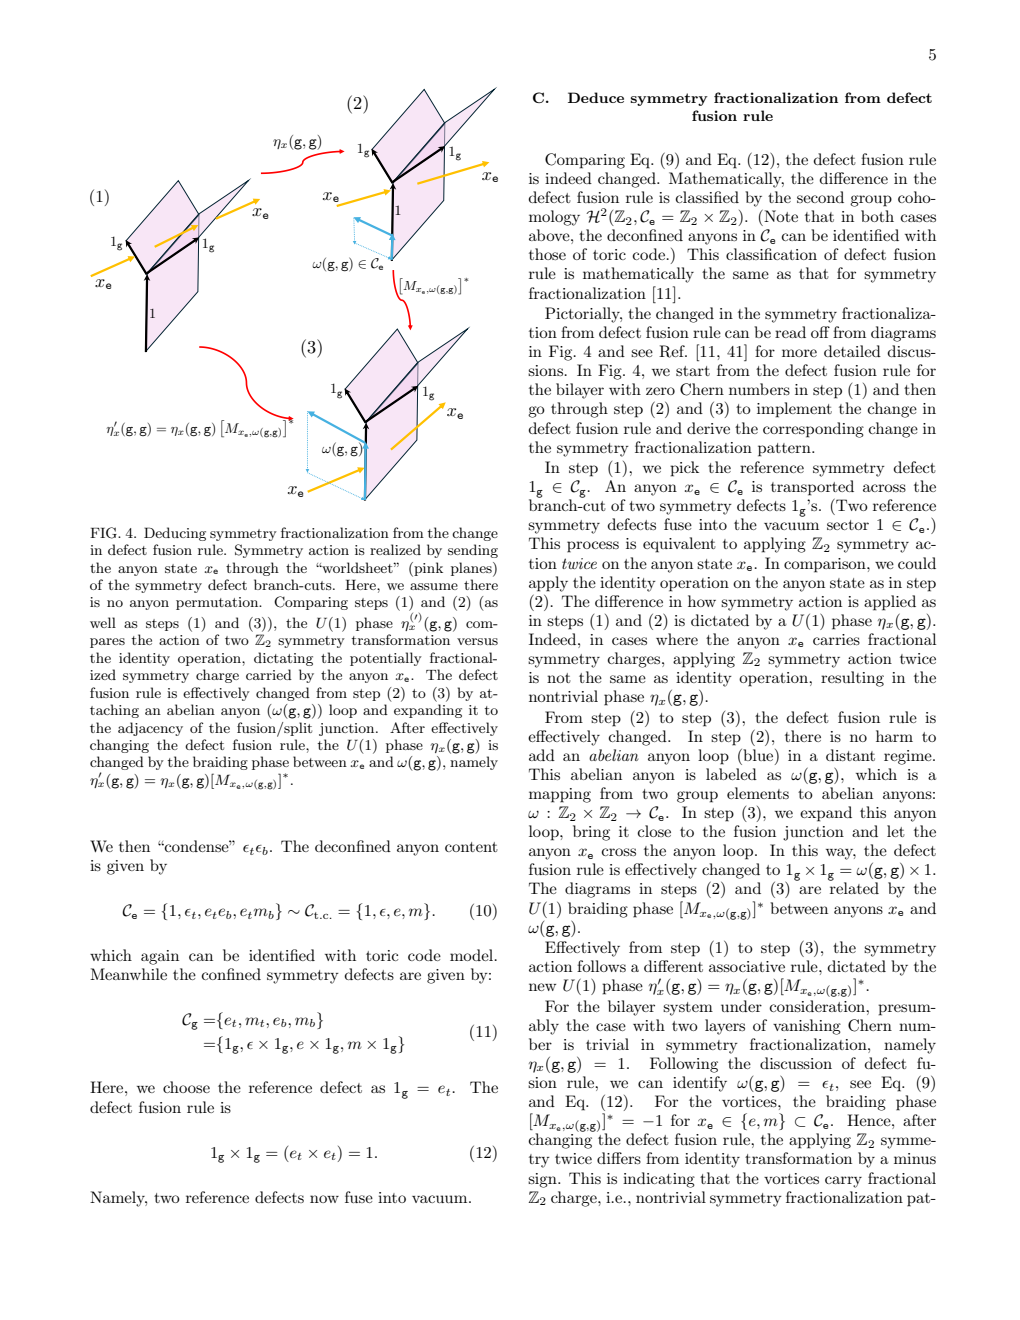 5
(2)
η_x(g, g)
1_g
1_g
x_e
x_e
1
(1)
x_e
1_g
1_g
x_e
1
ω(g, g) ∈ C_e
[M_{x_e,ω(g,g)}]^*
(3)
1_g
1_g
x_e
η′_x(g, g) = η_x(g, g) [M_{x_e,ω(g,g)}]^*
ω(g, g)
x_e
FIG. 4. Deducing symmetry fractionalization from the change
in defect fusion rule. Symmetry action is realized by sending
the anyon state x_e through the “worldsheet” (pink planes)
of the symmetry defect branch-cuts. Here, we assume there
is no anyon permutation. Comparing steps (1) and (2) (as
well as steps (1) and (3)), the U(1) phase η_x^{(′)}(g, g) com-
pares the action of two ℤ_2 symmetry transformation versus
the identity operation, dictating the potentially fractional-
ized symmetry charge carried by the anyon x_e. The defect
fusion rule is effectively changed from step (2) to (3) by at-
taching an abelian anyon (ω(g, g)) loop and expanding it to
the adjacency of the fusion/split junction. After effectively
changing the defect fusion rule, the U(1) phase η_x(g, g) is
changed by the braiding phase between x_e and ω(g, g), namely
η′_x(g, g) = η_x(g, g)[M_{x_e,ω(g,g)}]^*.
We then “condense” ϵ_tϵ_b. The deconfined anyon content
is given by
C_e = {1, ϵ_t, e_te_b, e_tm_b} ∼ C_{t.c.} = {1, ϵ, e, m}. (10)
which again can be identified with toric code model.
Meanwhile the confined symmetry defects are given by:
C_g ={e_t, m_t, e_b, m_b}
={1_g, ϵ × 1_g, e × 1_g, m × 1_g} (11)
Here, we choose the reference defect as 1_g = e_t. The
defect fusion rule is
1_g × 1_g = (e_t × e_t) = 1. (12)
Namely, two reference defects now fuse into vacuum.
C. Deduce symmetry fractionalization from defect
fusion rule
Comparing Eq. (9) and Eq. (12), the defect fusion rule
is indeed changed. Mathematically, the difference in the
defect fusion rule is classified by the second group coho-
mology H^2(ℤ_2, C_e = ℤ_2 × ℤ_2). (Note that in both cases
above, the deconfined anyons in C_e can be identified with
those of toric code.) This classification of defect fusion
rule is mathematically the same as that for symmetry
fractionalization [11].
Pictorially, the changed in the symmetry fractionaliza-
tion from defect fusion rule can be read off from diagrams
in Fig. 4 and see Ref. [11, 41] for more detailed discus-
sions. In Fig. 4, we start from the defect fusion rule for
the bilayer with zero Chern numbers in step (1) and then
go through step (2) and (3) to implement the change in
defect fusion rule and derive the corresponding change in
the symmetry fractionalization pattern.
In step (1), we pick the reference symmetry defect
1_g ∈ C_g. An anyon x_e ∈ C_e is transported across the
branch-cut of two symmetry defects 1_g’s. (Two reference
symmetry defects fuse into the vacuum sector 1 ∈ C_e.)
This process is equivalent to applying ℤ_2 symmetry ac-
tion twice on the anyon state x_e. In comparison, we could
apply the identity operation on the anyon state as in step
(2). The difference in how symmetry action is applied as
in steps (1) and (2) is dictated by a U(1) phase η_x(g, g).
Indeed, in cases where the anyon x_e carries fractional
symmetry charges, applying ℤ_2 symmetry action twice
is not the same as identity operation, resulting in the
nontrivial phase η_x(g, g).
From step (2) to step (3), the defect fusion rule is
effectively changed. In step (2), there is no harm to
add an abelian anyon loop (blue) in a distant regime.
This abelian anyon is labeled as ω(g, g), which is a
mapping from two group elements to abelian anyons:
ω : ℤ_2 × ℤ_2 → C_e. In step (3), we expand this anyon
loop, bring it close to the fusion junction and let the
anyon x_e cross the anyon loop. In this way, the defect
fusion rule is effectively changed to 1_g × 1_g = ω(g, g) × 1.
The diagrams in steps (2) and (3) are related by the
U(1) braiding phase [M_{x_e,ω(g,g)}]^* between anyons x_e and
ω(g, g).
Effectively from step (1) to step (3), the symmetry
action follows a different associative rule, dictated by the
new U(1) phase η′_x(g, g) = η_x(g, g)[M_{x_e,ω(g,g)}]^*.
For the bilayer system under consideration, presum-
ably the case with two layers of vanishing Chern num-
ber is trivial in symmetry fractionalization, namely
η_x(g, g) = 1. Following the discussion of defect fu-
sion rule, we can identify ω(g, g) = ϵ_t, see Eq. (9)
and Eq. (12). For the vortices, the braiding phase
[M_{x_e,ω(g,g)}]^* = −1 for x_e ∈ {e, m} ⊂ C_e. Hence, after
changing the defect fusion rule, the applying ℤ_2 symme-
try twice differs from identity transformation by a minus
sign. This is indicating that the vortices carry fractional
ℤ_2 charge, i.e., nontrivial symmetry fractionalization pat-